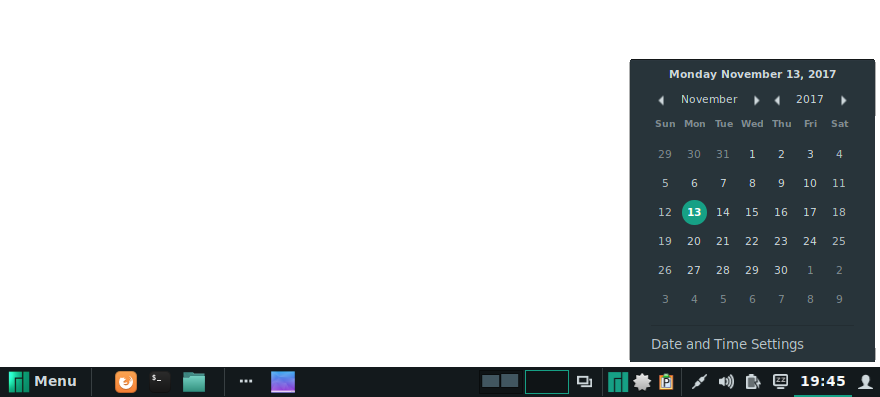 Monday November 13, 2017
November 2017
Sun Mon Tue Wed Thu Fri Sat
29 30 31 1 2 3 4
5 6 7 8 9 10 11
12 13 14 15 16 17 18
19 20 21 22 23 24 25
26 27 28 29 30 1 2
3 4 5 6 7 8 9
Date and Time Settings
Menu $_ ... P zz 19:45